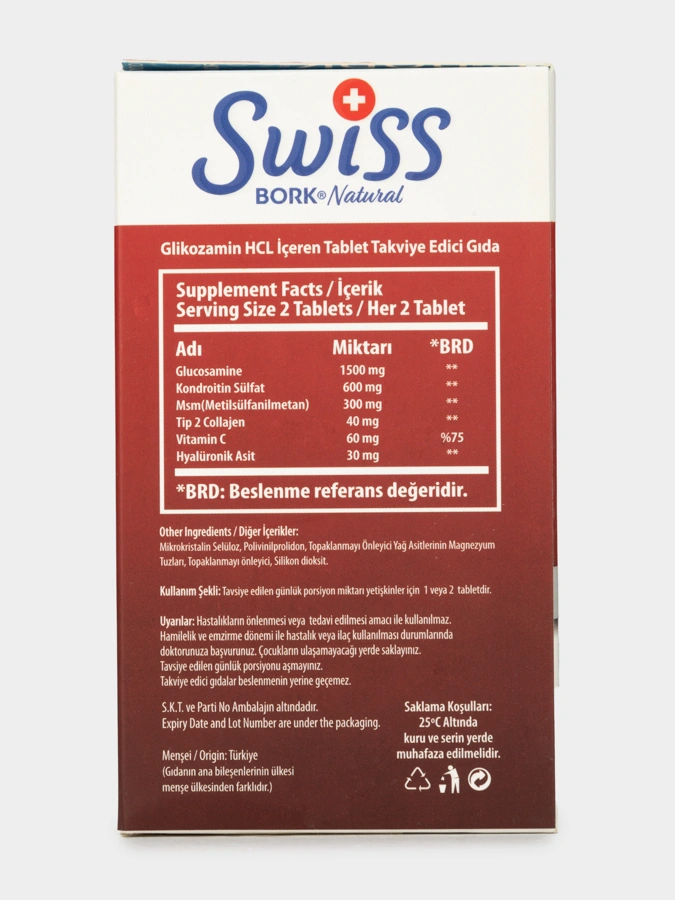 Swiss
BORK® Natural
Glikozamin HCL İçeren Tablet Takviye Edici Gıda
Supplement Facts / İçerik
Serving Size 2 Tablets / Her 2 Tablet
Adı Miktarı *BRD
Glucosamine 1500 mg **
Kondroitin Sülfat 600 mg **
Msm(Metilsülfanilmetan) 300 mg **
Tip 2 Collajen 40 mg **
Vitamin C 60 mg %75
Hyalüronik Asit 30 mg **
*BRD: Beslenme referans değeridir.
Other Ingredients / Diğer İçerikler:
Mikrokristalin Selüloz, Polivinilprolidon, Topaklanmayı Önleyici Yağ Asitlerinin Magnezyum
Tuzları, Topaklanmayı önleyici, Silikon dioksit.
Kullanım Şekli: Tavsiye edilen günlük porsiyon miktarı yetişkinler için 1 veya 2 tabletdir.
Uyarılar: Hastalıkların önlenmesi veya tedavi edilmesi amacı ile kullanılmaz.
Hamilelik ve emzirme dönemi ile hastalık veya ilaç kullanılması durumlarında
doktorunuza başvurunuz. Çocukların ulaşamayacağı yerde saklayınız.
Tavsiye edilen günlük porsiyonu aşmayınız.
Takviye edici gıdalar beslenmenin yerine geçemez.
S.K.T. ve Parti No Ambalajın altındadır.
Expiry Date and Lot Number are under the packaging.
Menşei / Origin: Türkiye
(Gıdanın ana bileşenlerinin ülkesi
menşe ülkesinden farklıdır.)
Saklama Koşulları:
25ºC Altında
kuru ve serin yerde
muhafaza edilmelidir.